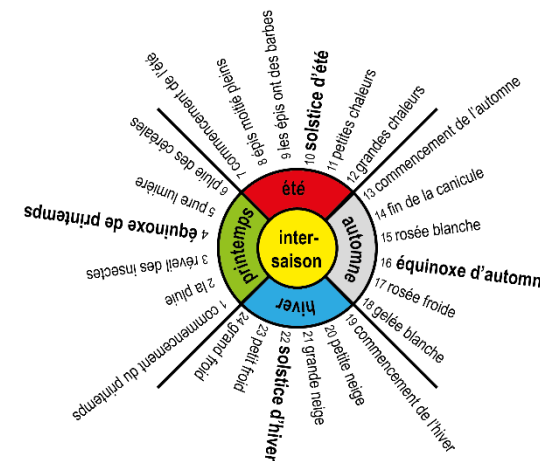 été
automne
hiver
printemps
inter-
saison
1 commencement du printemps
2 la pluie
3 réveil des insectes
4 équinoxe de printemps
5 pure lumière
6 pluie des céréales
7 commencement de l'été
8 épis moitié pleins
9 les épis ont des barbes
10 solstice d'été
11 petites chaleurs
12 grandes chaleurs
13 commencement de l'automne
14 fin de la canicule
15 rosée blanche
16 équinoxe d'automn
17 rosée froide
18 gelée blanche
19 commencement de l'hiver
20 petite neige
21 grande neige
22 solstice d'hiver
23 petit froid
24 grand froid